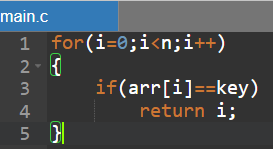 main.c
1 for(i=0;i<n;i++)
2 {
3     if(arr[i]==key)
4         return i;
5 }